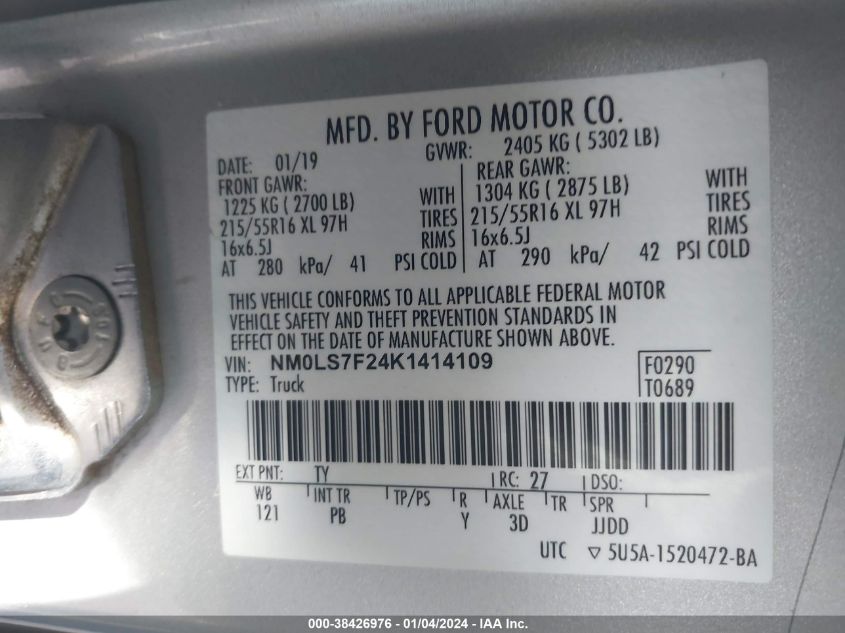 MFD. BY FORD MOTOR CO.
DATE: 01/19 GVWR: 2405 KG ( 5302 LB)
FRONT GAWR: REAR GAWR:
1225 KG ( 2700 LB) WITH 1304 KG ( 2875 LB) WITH
215/55R16 XL 97H TIRES 215/55R16 XL 97H TIRES
16x6.5J RIMS 16x6.5J RIMS
AT 280 kPa/ 41 PSI COLD AT 290 kPa/ 42 PSI COLD
THIS VEHICLE CONFORMS TO ALL APPLICABLE FEDERAL MOTOR
VEHICLE SAFETY AND THEFT PREVENTION STANDARDS IN
EFFECT ON THE DATE OF MANUFACTURE SHOWN ABOVE.
VIN: NM0LS7F24K1414109 F0290
TYPE: Truck T0689
EXT PNT: TY RC: 27 DSO:
WB INT TR TP/PS R AXLE TR SPR
121 PB Y 3D JJDD
UTC ▽ 5U5A-1520472-BA
000-38426976 - 01/04/2024 - IAA Inc.